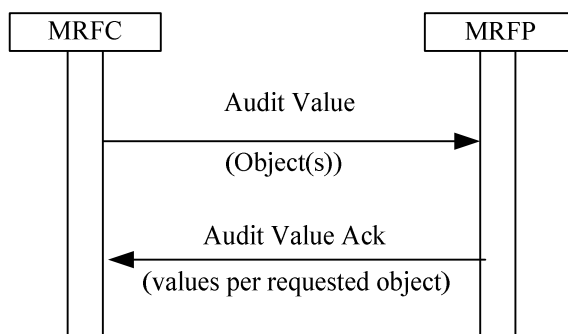 MRFC
MRFP
Audit Value
(Object(s))
Audit Value Ack
(values per requested object)